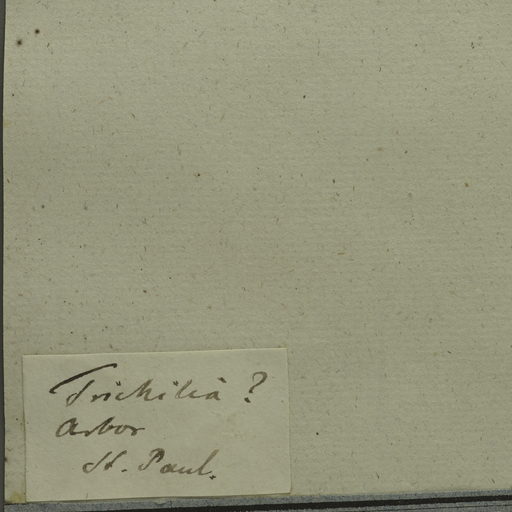 Trichilia ?
Arbor
St. Paul.